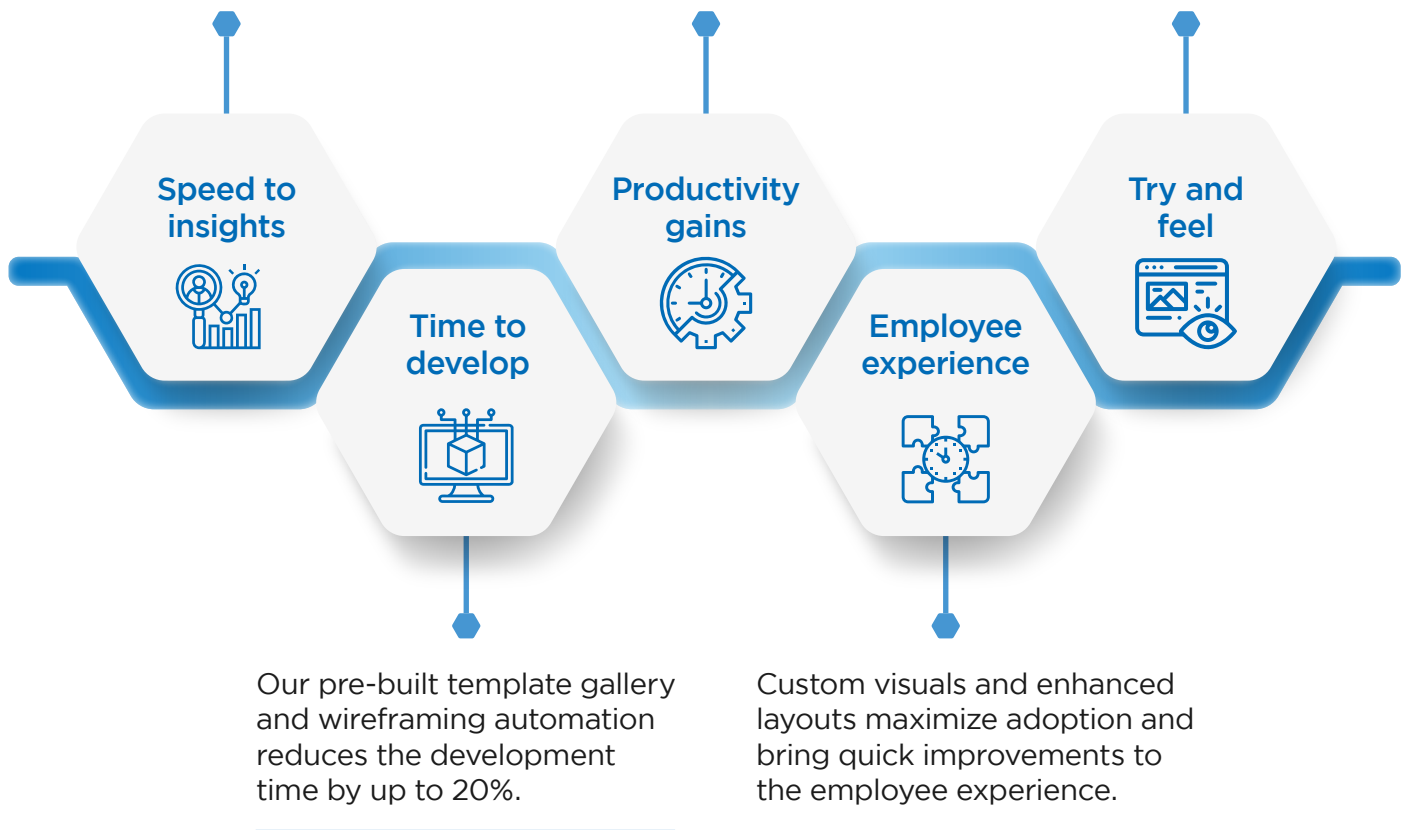 Speed to
insights
Time to
develop
Productivity
gains
Employee
experience
Try and
feel
Our pre-built template gallery
and wireframing automation
reduces the development
time by up to 20%.
Custom visuals and enhanced
layouts maximize adoption and
bring quick improvements to
the employee experience.